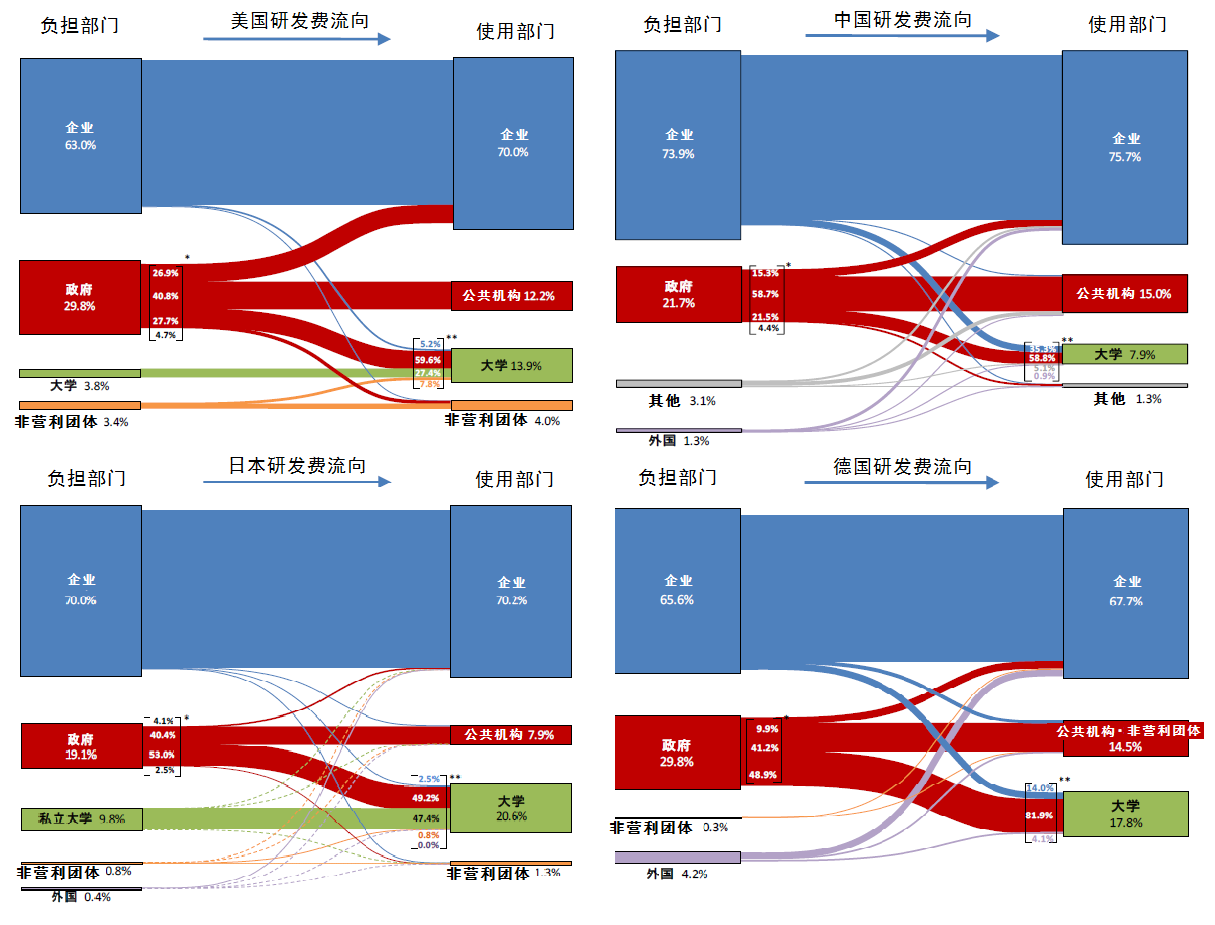 美国研发费流向
负担部门
使用部门
企业
63.0%
企业
70.0%
*
政府
29.8%
26.9%
40.8%
27.7%
4.7%
公共机构 12.2%
**
5.2%
59.6%
27.4%
7.8%
大学 13.9%
大学 3.8%
非营利团体 3.4%
非营利团体 4.0%
中国研发费流向
负担部门
使用部门
企业
73.9%
企业
75.7%
*
政府
21.7%
15.3%
58.7%
21.5%
4.4%
公共机构 15.0%
**
35.3%
58.8%
5.1%
0.9%
大学 7.9%
其他 3.1%
其他 1.3%
外国 1.3%
日本研发费流向
负担部门
使用部门
企业
70.0%
企业
70.2%
*
政府
19.1%
4.1%
40.4%
53.0%
2.5%
公共机构 7.9%
**
2.5%
49.2%
47.4%
0.8%
0.0%
大学
20.6%
私立大学 9.8%
非营利团体 0.8%
非营利团体 1.3%
外国 0.4%
德国研发费流向
负担部门
使用部门
企业
65.6%
企业
67.7%
*
政府
29.8%
9.9%
41.2%
48.9%
公共机构・非营利团体
14.5%
**
14.0%
81.9%
4.1%
大学
17.8%
非营利团体 0.3%
外国 4.2%